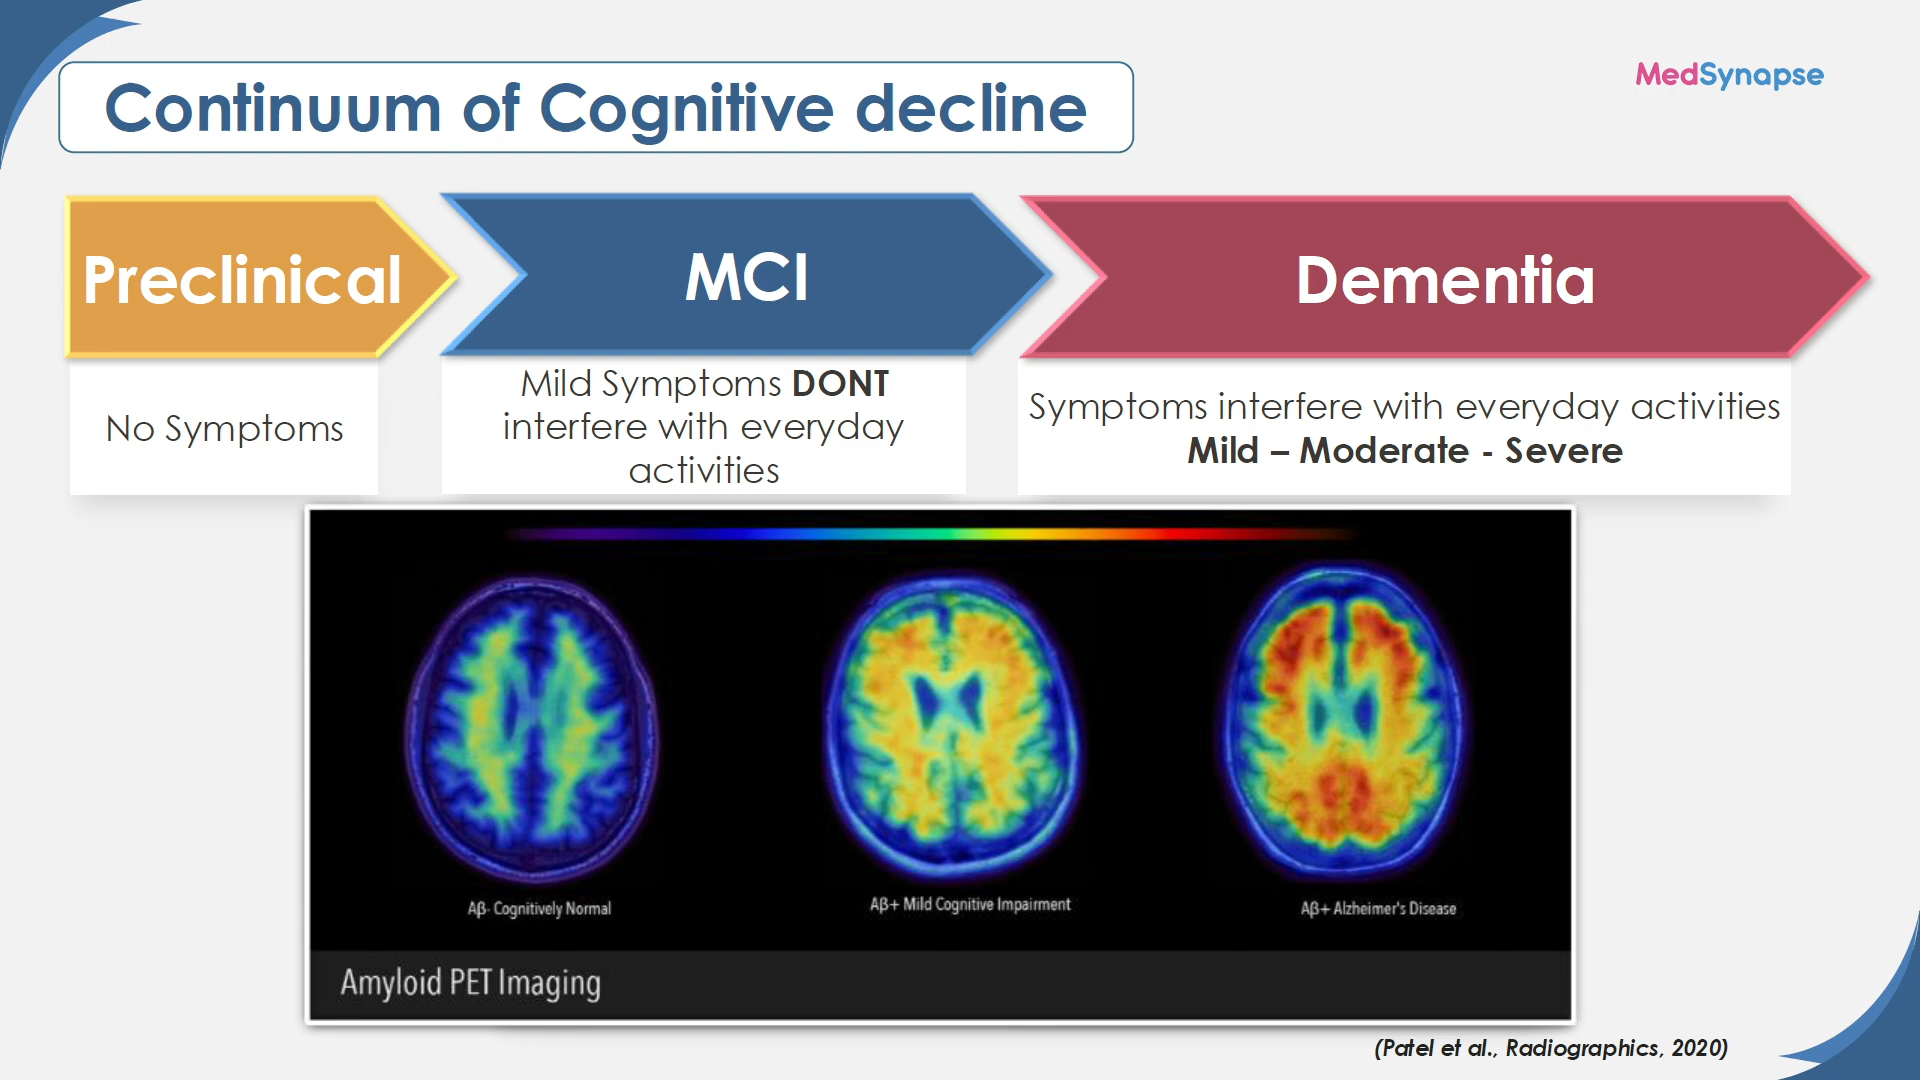 Continuum of Cognitive decline
MedSynapse
Preclinical
MCI
Dementia
No Symptoms
Mild Symptoms DONT
interfere with everyday
activities
Symptoms interfere with everyday activities
Mild – Moderate - Severe
Aβ- Cognitively Normal
Aβ+ Mild Cognitive Impairment
Aβ+ Alzheimer's Disease
Amyloid PET Imaging
(Patel et al., Radiographics, 2020)